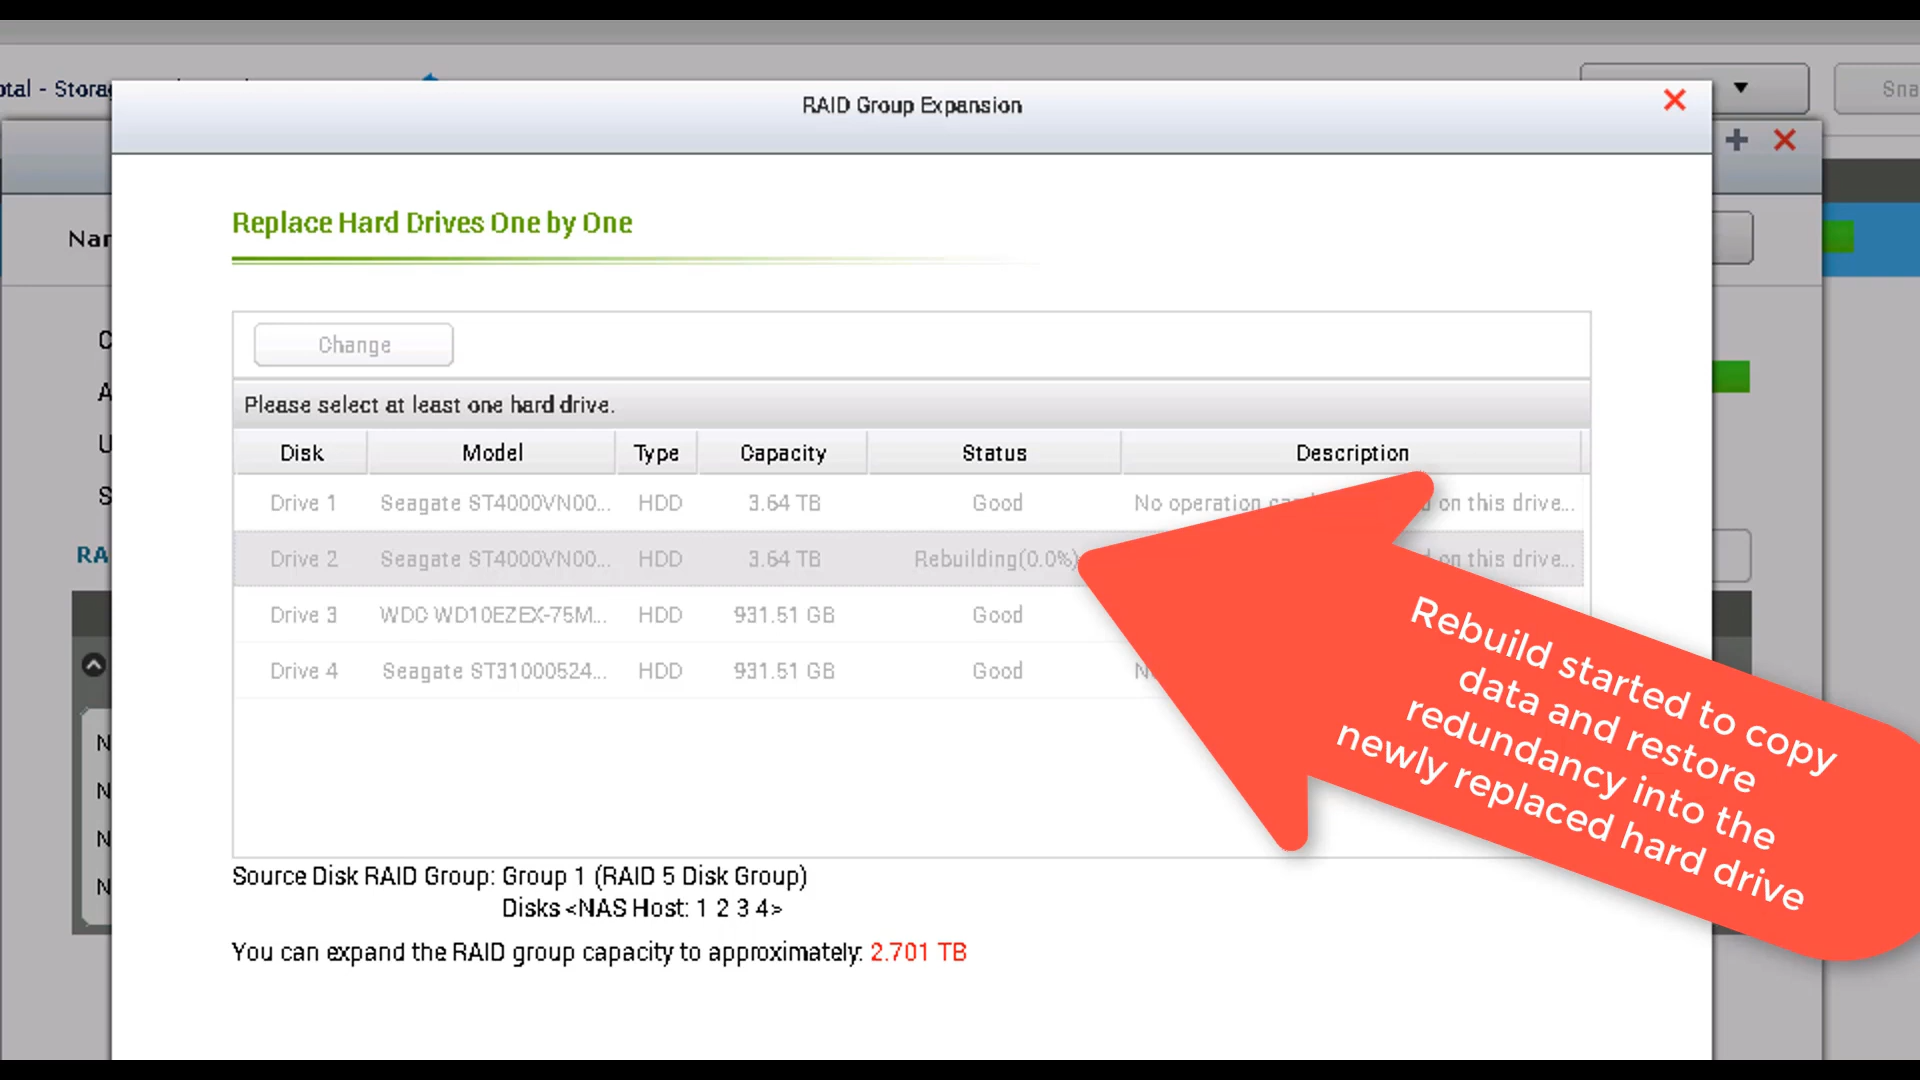 otal - Stora
Sna
RAID Group Expansion
Nar
Replace Hard Drives One by One
C
A
U
S
RA
N
N
N
N
Change
Please select at least one hard drive.
Disk Model Type Capacity Status Description
Drive 1 Seagate ST4000VN00... HDD 3.64 TB Good No operation on this drive...
Drive 2 Seagate ST4000VN00... HDD 3.64 TB Rebuilding(0.0%) on this drive...
Drive 3 WDC WD10EZEX-75M... HDD 931.51 GB Good
Drive 4 Seagate ST31000524... HDD 931.51 GB Good
Rebuild started to copy
data and restore
redundancy into the
newly replaced hard drive
Source Disk RAID Group: Group 1 (RAID 5 Disk Group)
Disks <NAS Host: 1 2 3 4>
You can expand the RAID group capacity to approximately: 2.701 TB